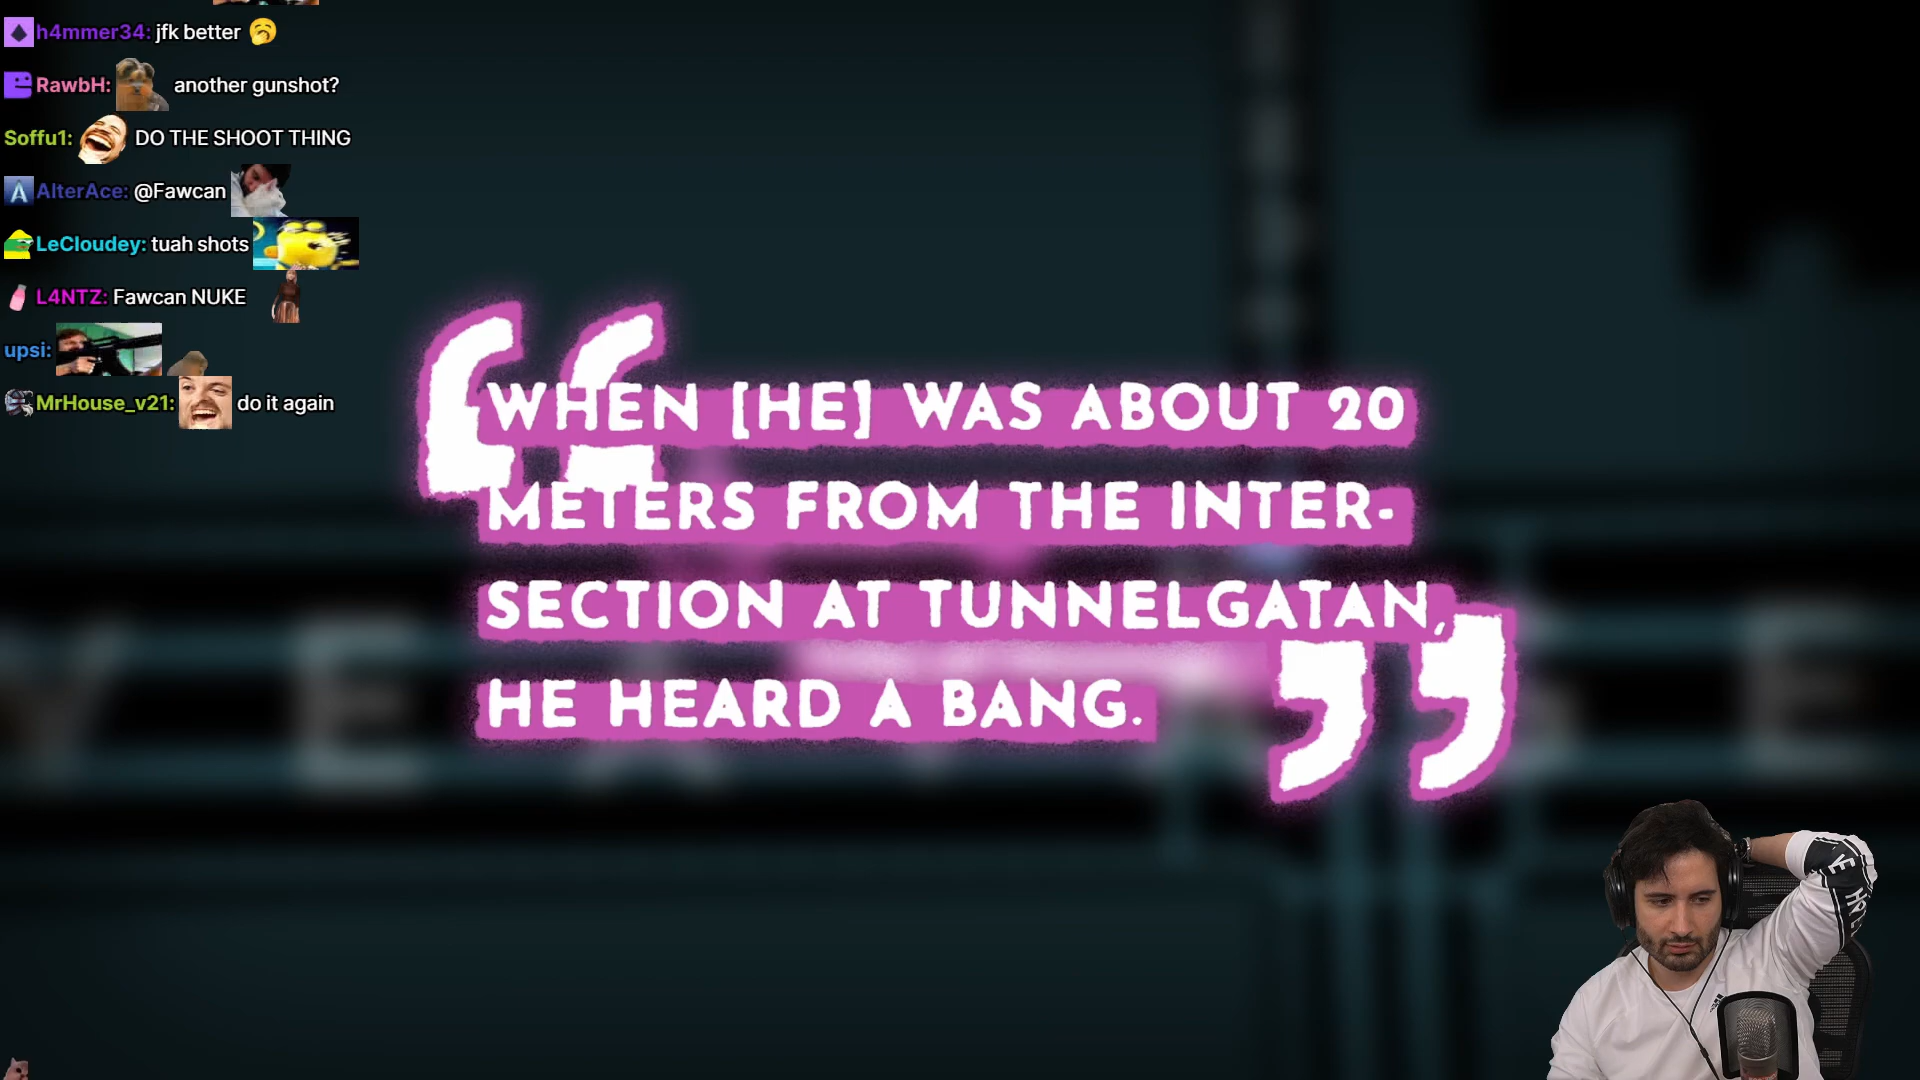 h4mmer34: jfk better
RawbH: another gunshot?
Soffu1: DO THE SHOOT THING
AlterAce: @Fawcan
LeCloudey: tuah shots
L4NTZ: Fawcan NUKE
upsi:
MrHouse_v21: do it again
“WHEN [HE] WAS ABOUT 20
METERS FROM THE INTER-
SECTION AT TUNNELGATAN,
HE HEARD A BANG.”